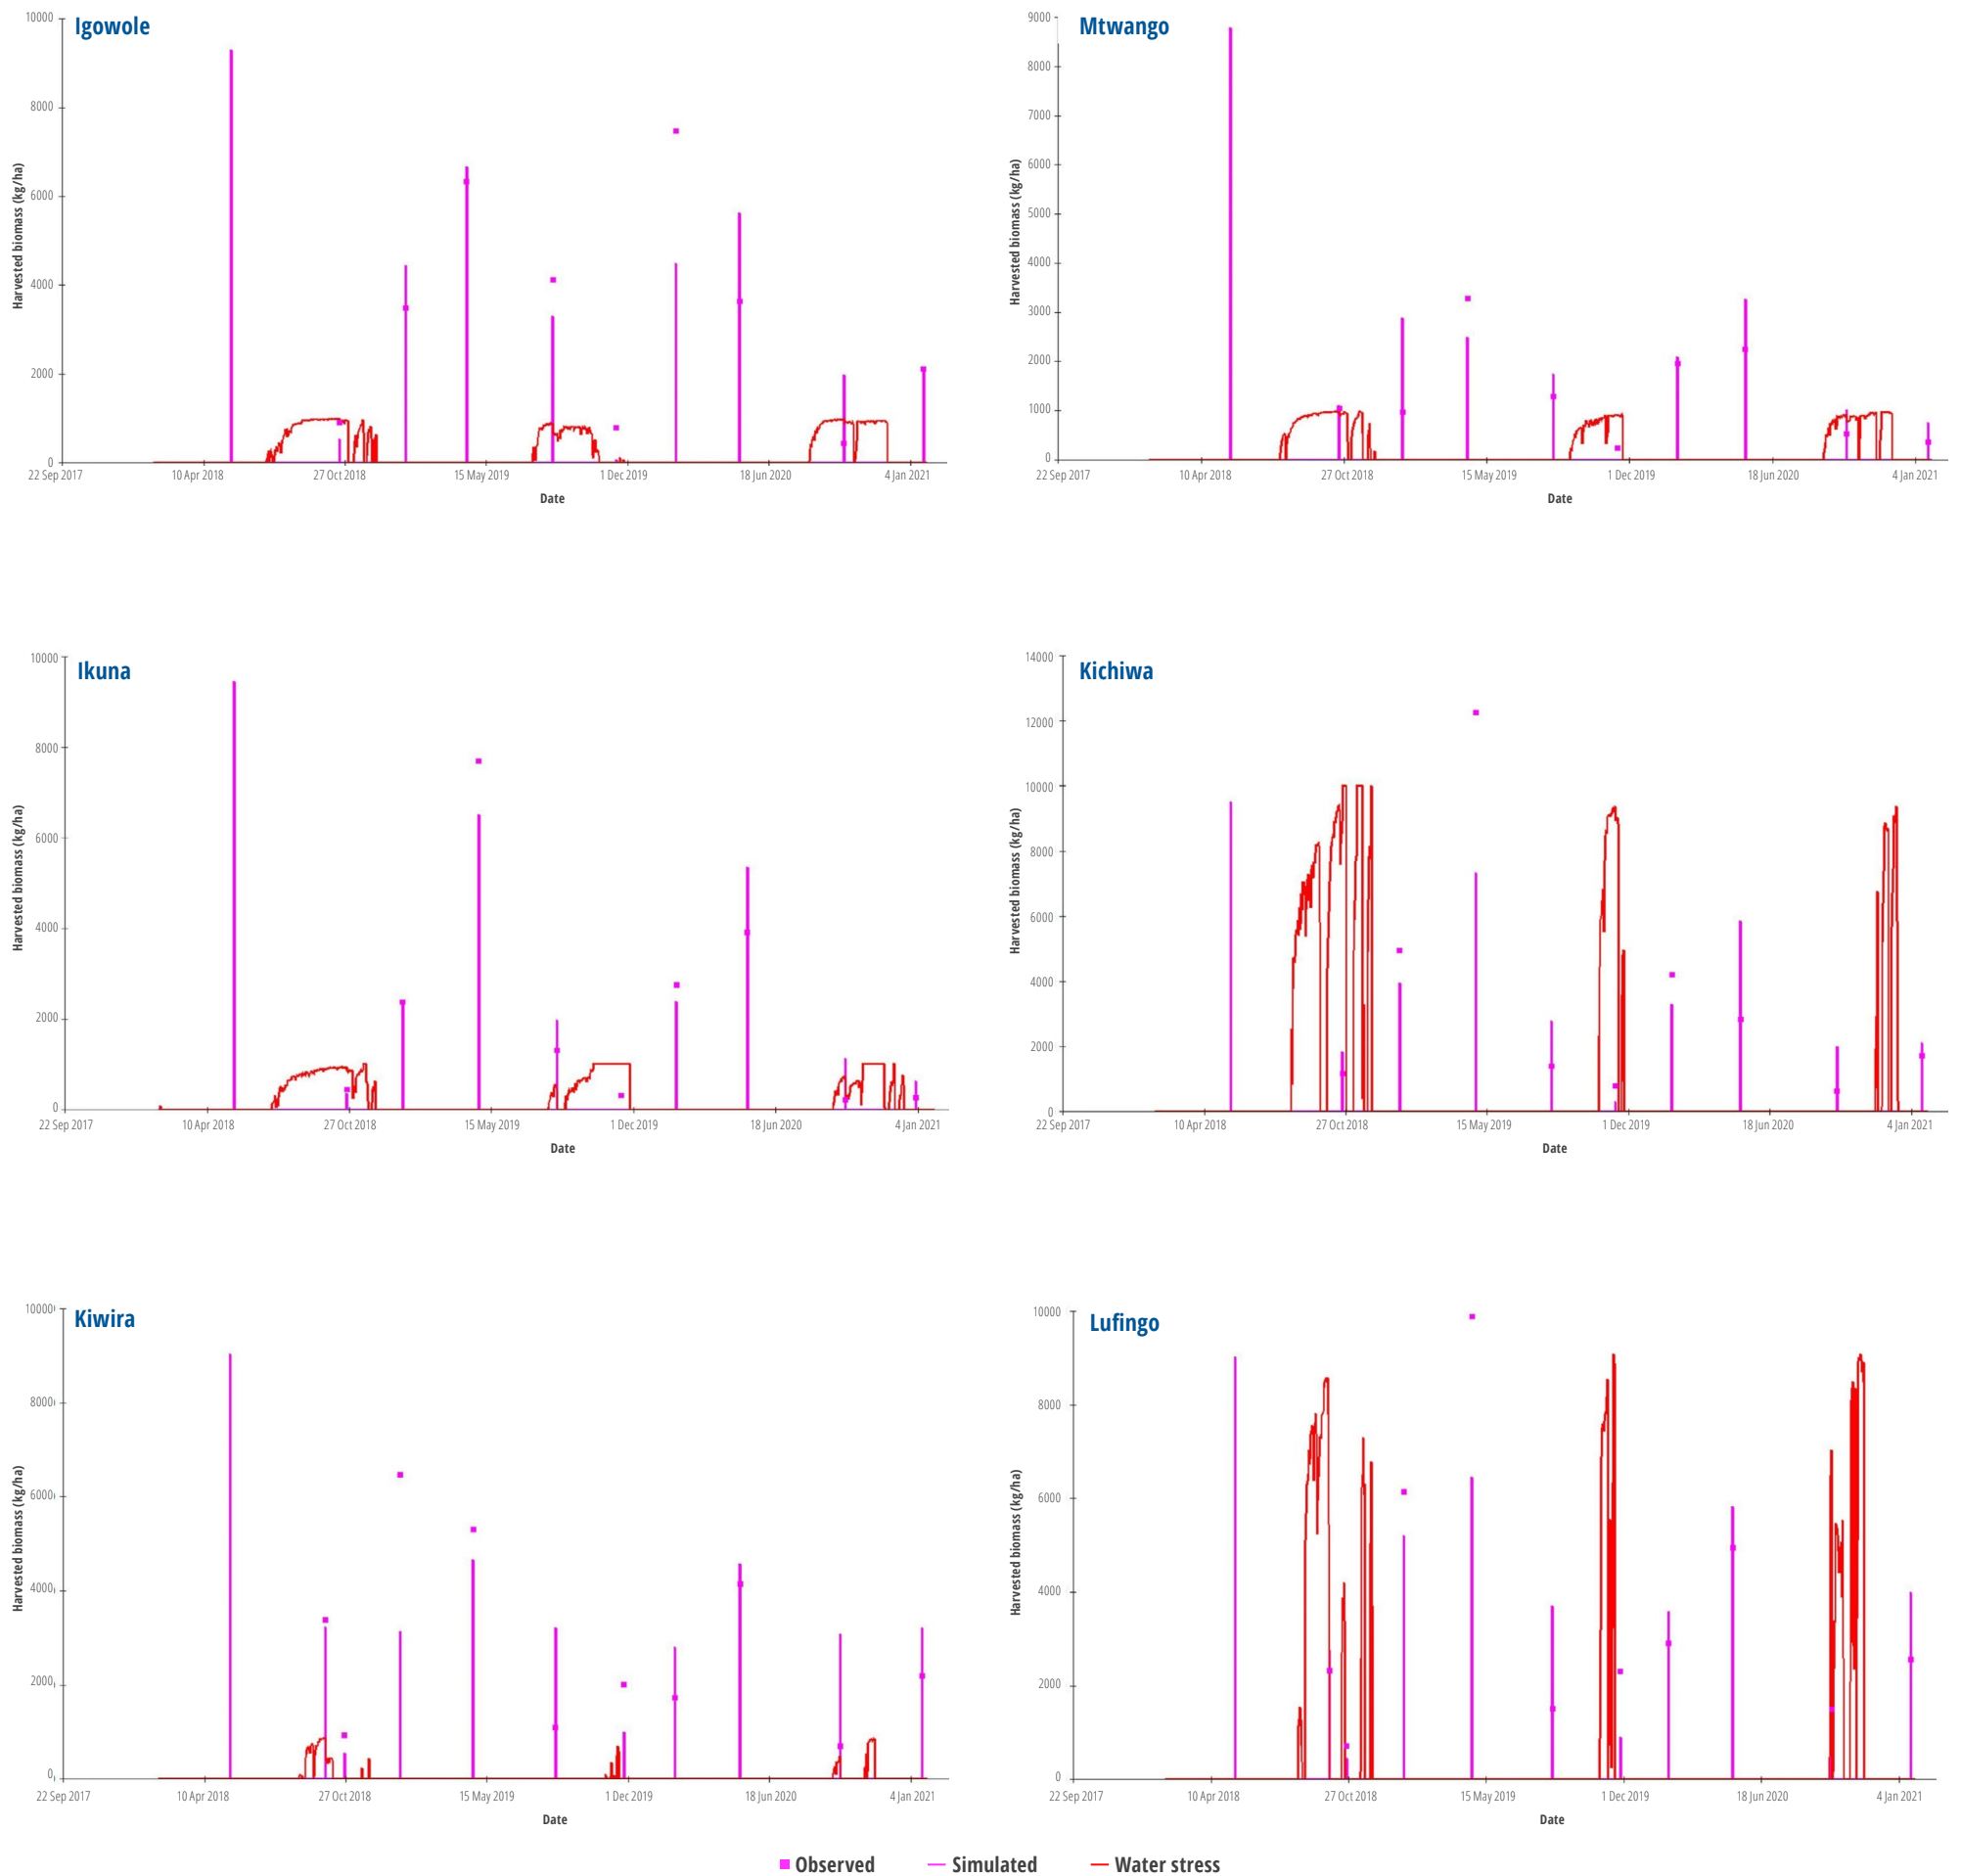 Igowole
Harvested biomass (kg/ha)
10000
8000
6000
4000
2000
0
22 Sep 2017 10 Apr 2018 27 Oct 2018 15 May 2019 1 Dec 2019 18 Jun 2020 4 Jan 2021
Date
Mtwango
Harvested biomass (kg/ha)
9000
8000
7000
6000
5000
4000
3000
2000
1000
0
22 Sep 2017 10 Apr 2018 27 Oct 2018 15 May 2019 1 Dec 2019 18 Jun 2020 4 Jan 2021
Date
Ikuna
Harvested biomass (kg/ha)
10000
8000
6000
4000
2000
0
22 Sep 2017 10 Apr 2018 27 Oct 2018 15 May 2019 1 Dec 2019 18 Jun 2020 4 Jan 2021
Date
Kichiwa
Harvested biomass (kg/ha)
14000
12000
10000
8000
6000
4000
2000
0
22 Sep 2017 10 Apr 2018 27 Oct 2018 15 May 2019 1 Dec 2019 18 Jun 2020 4 Jan 2021
Date
Kiwira
Harvested biomass (kg/ha)
10000
8000
6000
4000
2000
0
22 Sep 2017 10 Apr 2018 27 Oct 2018 15 May 2019 1 Dec 2019 18 Jun 2020 4 Jan 2021
Date
Lufingo
Harvested biomass (kg/ha)
10000
8000
6000
4000
2000
0
22 Sep 2017 10 Apr 2018 27 Oct 2018 15 May 2019 1 Dec 2019 18 Jun 2020 4 Jan 2021
Date
Observed Simulated Water stress